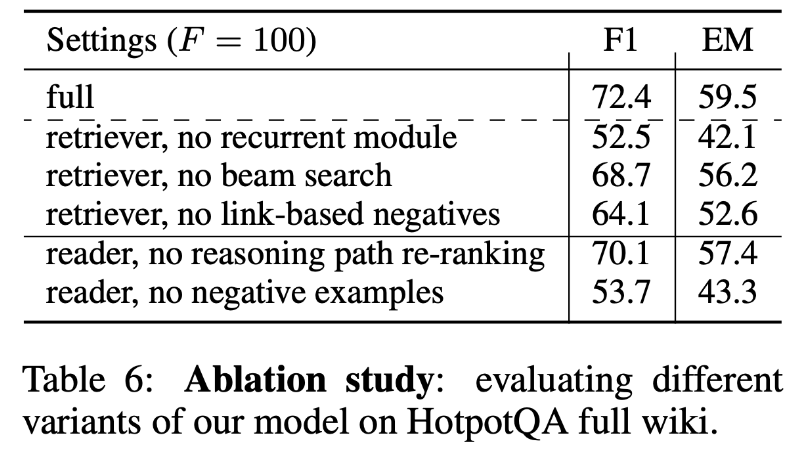 Settings (F = 100) F1 EM
full 72.4 59.5
retriever, no recurrent module 52.5 42.1
retriever, no beam search 68.7 56.2
retriever, no link-based negatives 64.1 52.6
reader, no reasoning path re-ranking 70.1 57.4
reader, no negative examples 53.7 43.3
Table 6: Ablation study: evaluating different
variants of our model on HotpotQA full wiki.